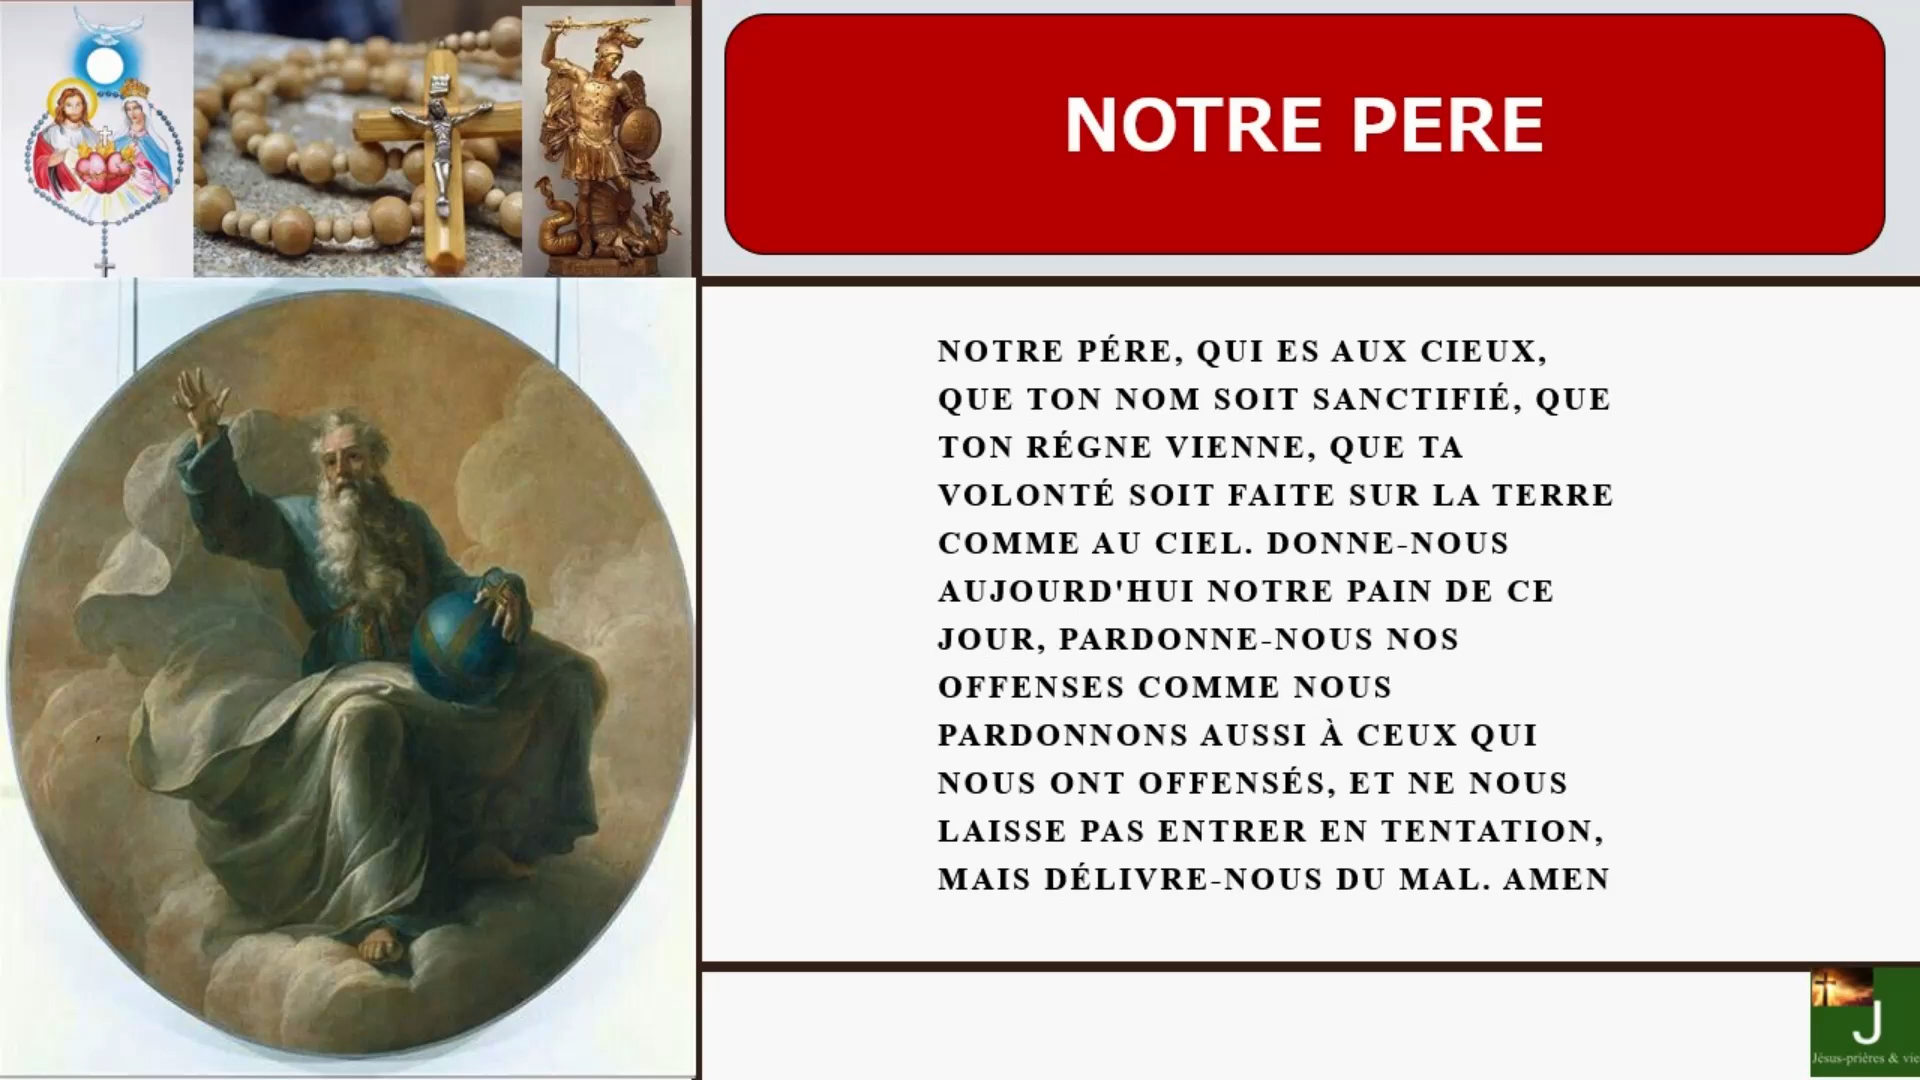 NOTRE PERE
NOTRE PÉRE, QUI ES AUX CIEUX,
QUE TON NOM SOIT SANCTIFIÉ, QUE
TON RÉGNE VIENNE, QUE TA
VOLONTÉ SOIT FAITE SUR LA TERRE
COMME AU CIEL. DONNE-NOUS
AUJOURD'HUI NOTRE PAIN DE CE
JOUR, PARDONNE-NOUS NOS
OFFENSES COMME NOUS
PARDONNONS AUSSI À CEUX QUI
NOUS ONT OFFENSÉS, ET NE NOUS
LAISSE PAS ENTRER EN TENTATION,
MAIS DÉLIVRE-NOUS DU MAL. AMEN
J
Jésus-prières & vie